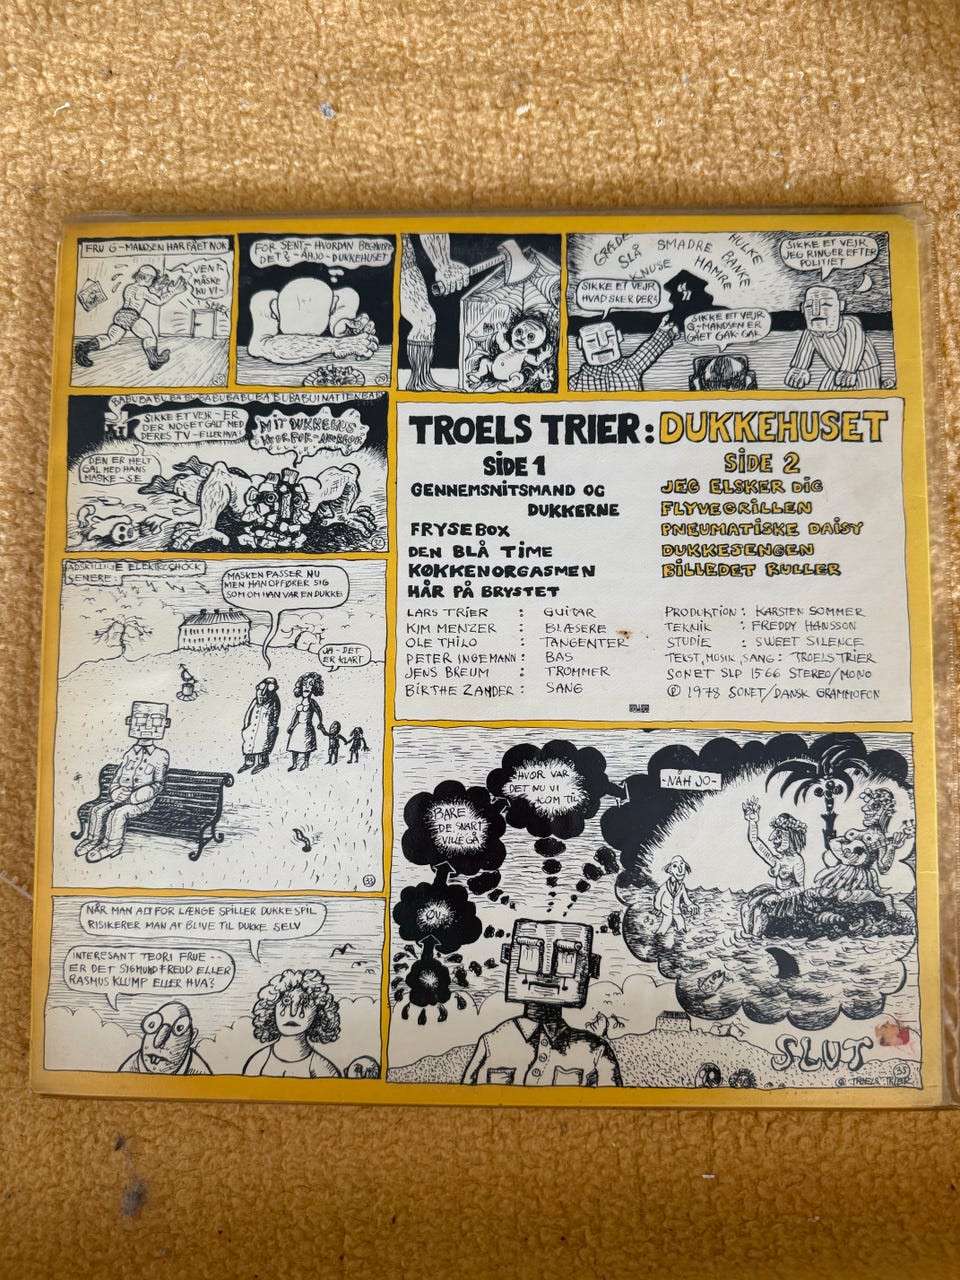 FRU G-MANDSEN HAR FÅET NOK
VENT
MÅSKE
NU VI-
FOR SENT - HVORDAN BEGYNDTE
DET? - ÅHJO - DUKKEHUSET
GRÆDE
SLÅ
KNUSE
SMADRE
HAMRE
BANKE
HULKE
SIKKE ET VEJR
HVAD SKER DER?
SIKKE ET VEJR
G-MANDSEN ER
GÅET GAK-GAK
SIKKE ET VEJR
JEG RINGER EFTER
POLITIET
SIKKE ET VEJR - ER
DER NOGET GALT MED
DERES TV - ELLER HVA?
DEN ER HELT
GAL MED HANS
MASKE - SE
MIT DUKKEHUS
TROELS TRIER: DUKKEHUSET
SIDE 1
GENNEMSNITSMAND OG
DUKKERNE
FRYSEBOX
DEN BLÅ TIME
KØKKENORGASMEN
HÅR PÅ BRYSTET
SIDE 2
JEG ELSKER DIG
FLYVEGRILLEN
PNEUMATISKE DAISY
DUKKESENGEN
BILLEDET RULLER
LARS TRIER : GUITAR
KIM MENZER : BLÆSERE
OLE THILO : TANGENTER
PETER INGEMANN : BAS
JENS BREUM : TROMMER
BIRTHE ZANDER : SANG
PRODUKTION : KARSTEN SOMMER
TEKNIK : FREDDY HANSSON
STUDIE : SWEET SILENCE
TEKST, MUSIK, SANG : TROELS TRIER
SONET SLP 1566 STEREO/MONO
Ⓟ 1978 SONET/DANSK GRAMMOFON
ADSKILLIGE ELEKTROSHOCK
SENERE:
MASKEN PASSER NU
MEN HAN OPFØRER SIG
SOM OM HAN VAR EN DUKKE
JA - DET
ER KLART
33
NÅR MAN ALT FOR LÆNGE SPILLER DUKKESPIL
RISIKERER MAN AT BLIVE TIL DUKKE SELV
INTERESANT TEORI FRUE --
ER DET SIGMUND FREUD ELLER
RASMUS KLUMP ELLER HVA?
BARE
DE SNART
VILLE GÅ
HVOR VAR
DET NU VI
KOM TIL
-NÅH JO-
SLUT
35
© TROELS TRIER